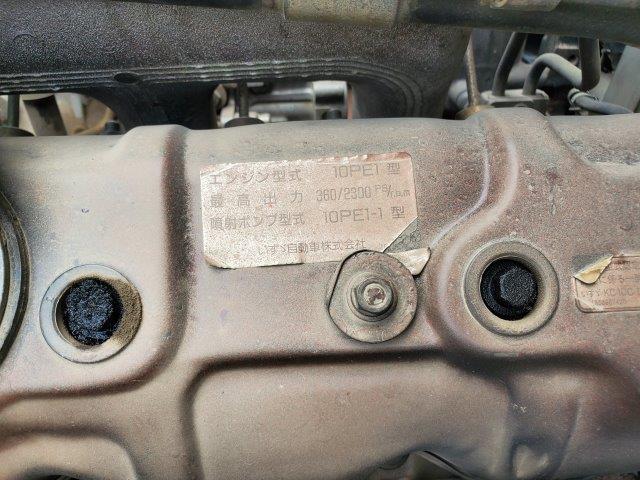 エンジン型式 10PE1 型
最高出力 360/2300 PS/r.p.m
噴射ポンプ型式 10PE1-1 型
いすゞ自動車株式会社